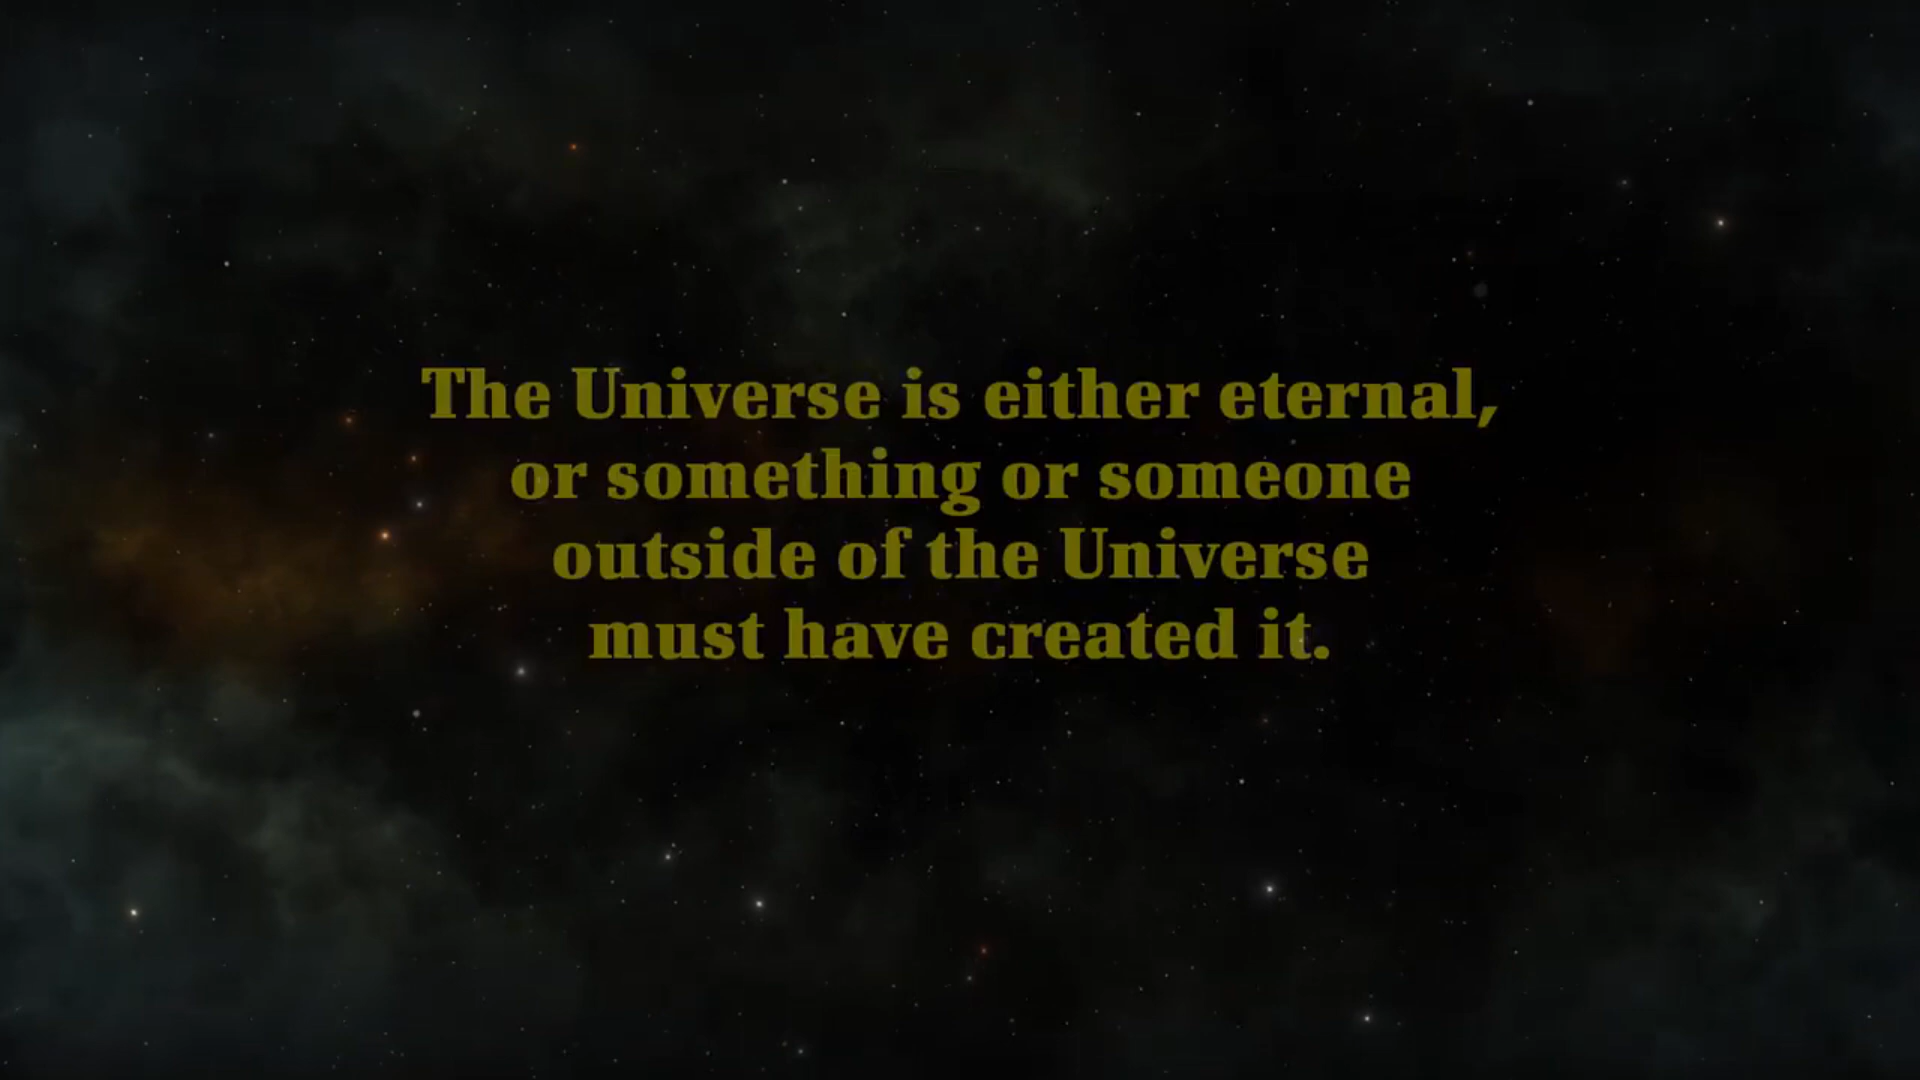 The Universe is either eternal,
or something or someone
outside of the Universe
must have created it.